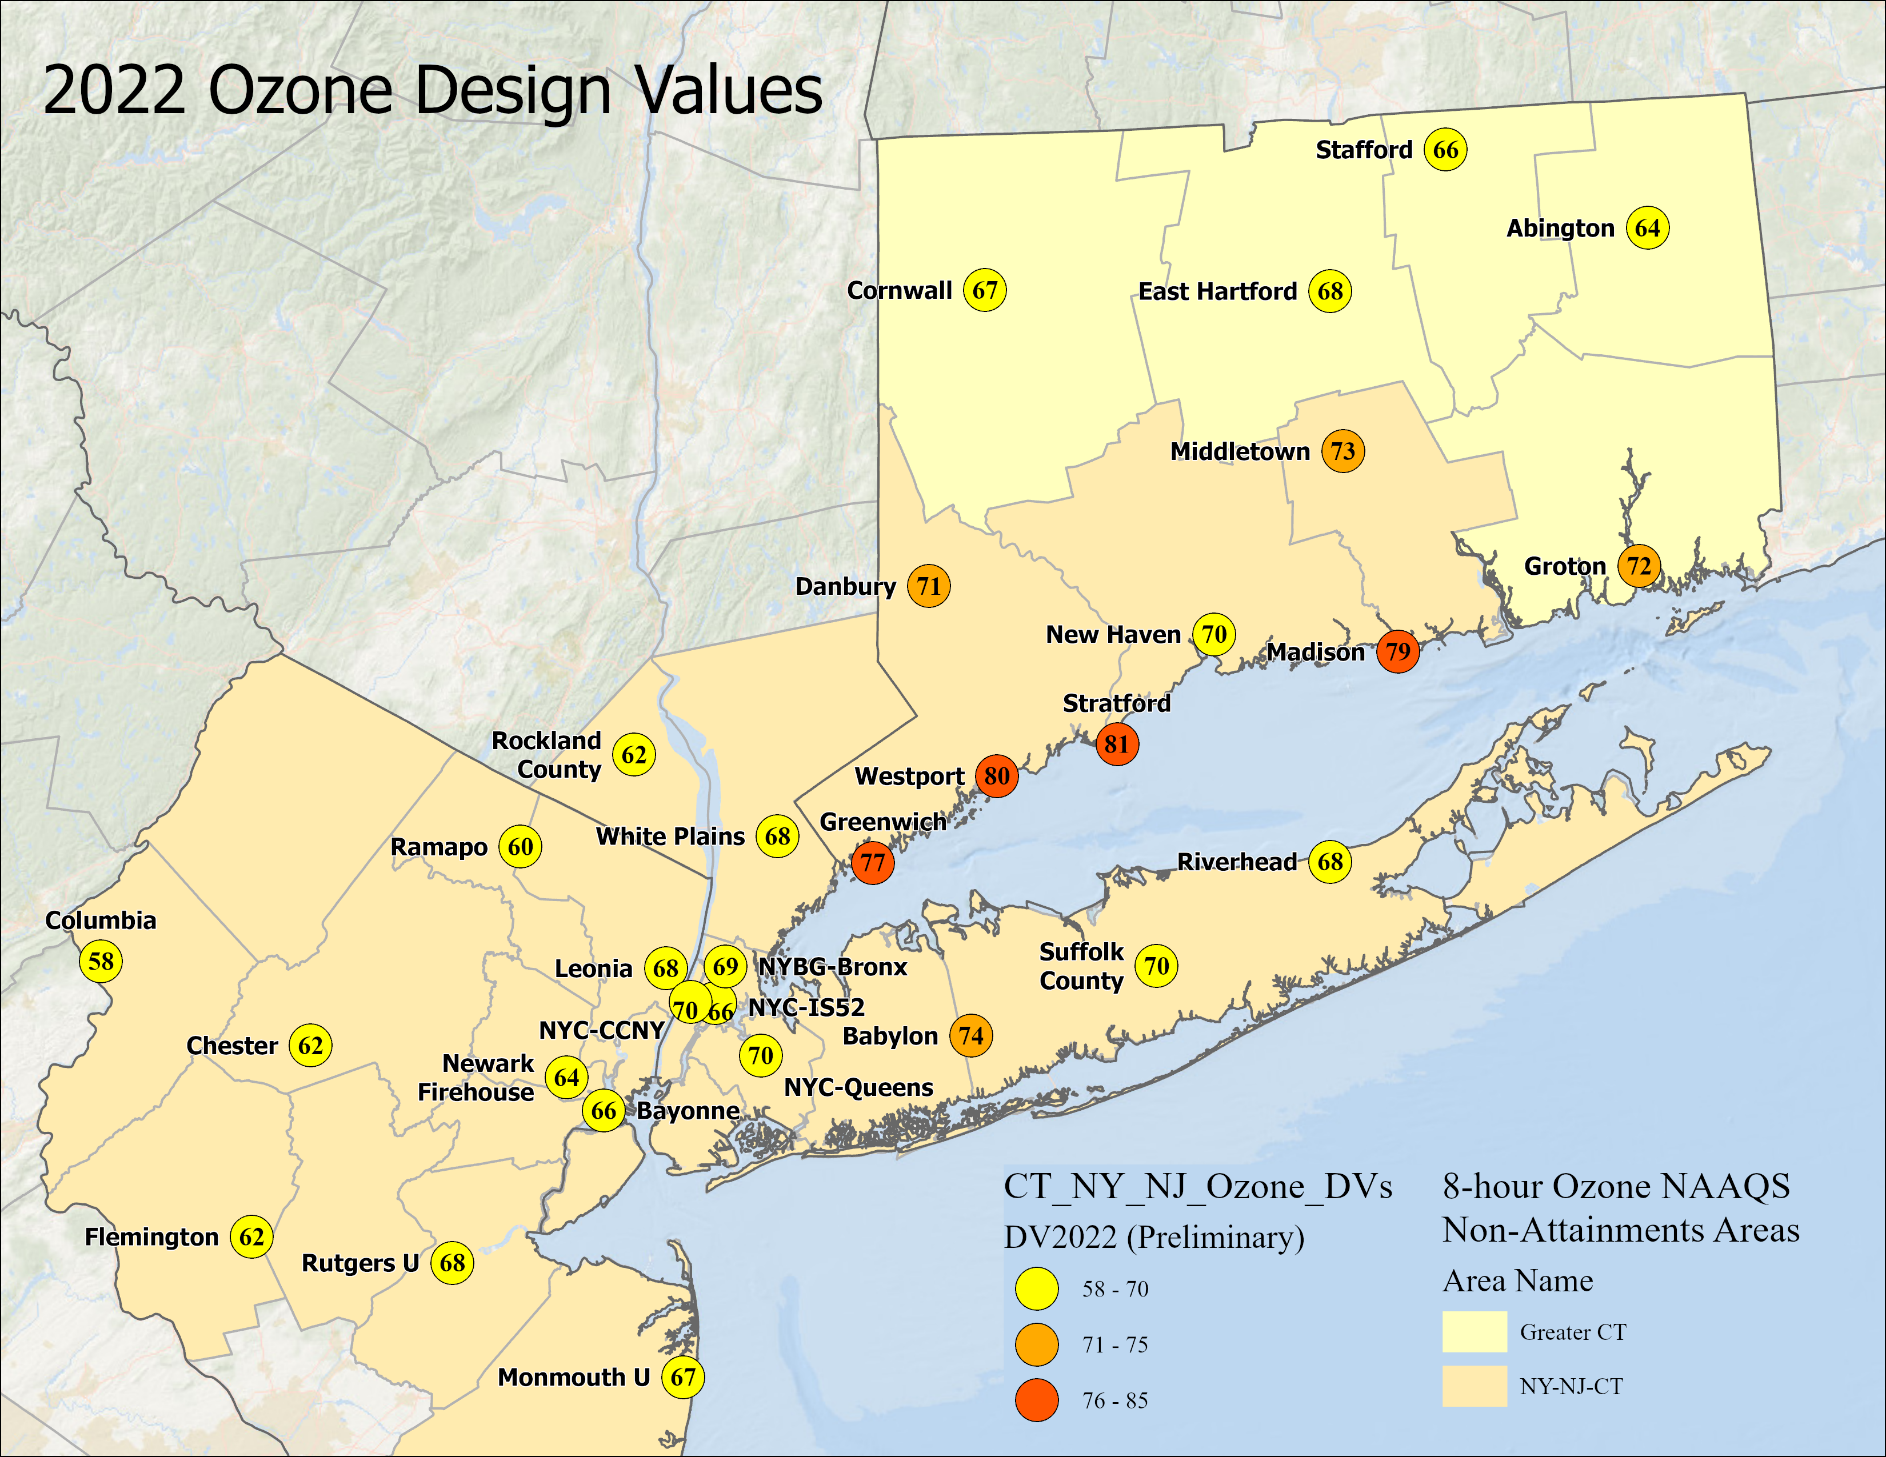 2022 Ozone Design Values
Stafford 66
Abington 64
Cornwall 67
East Hartford 68
Middletown 73
Groton 72
Danbury 71
New Haven 70
Madison 79
Stratford
81
Rockland
County
62
Westport 80
Greenwich
77
White Plains 68
Ramapo 60
Riverhead 68
Columbia
58
Suffolk
County
70
Leonia 68
69 NYBG-Bronx
70
66 NYC-IS52
NYC-CCNY
Babylon 74
Chester 62
70
NYC-Queens
Newark
Firehouse
64
66 Bayonne
Flemington 62
Rutgers U 68
Monmouth U 67
CT_NY_NJ_Ozone_DVs
DV2022 (Preliminary)
58 - 70
71 - 75
76 - 85
8-hour Ozone NAAQS
Non-Attainments Areas
Area Name
Greater CT
NY-NJ-CT